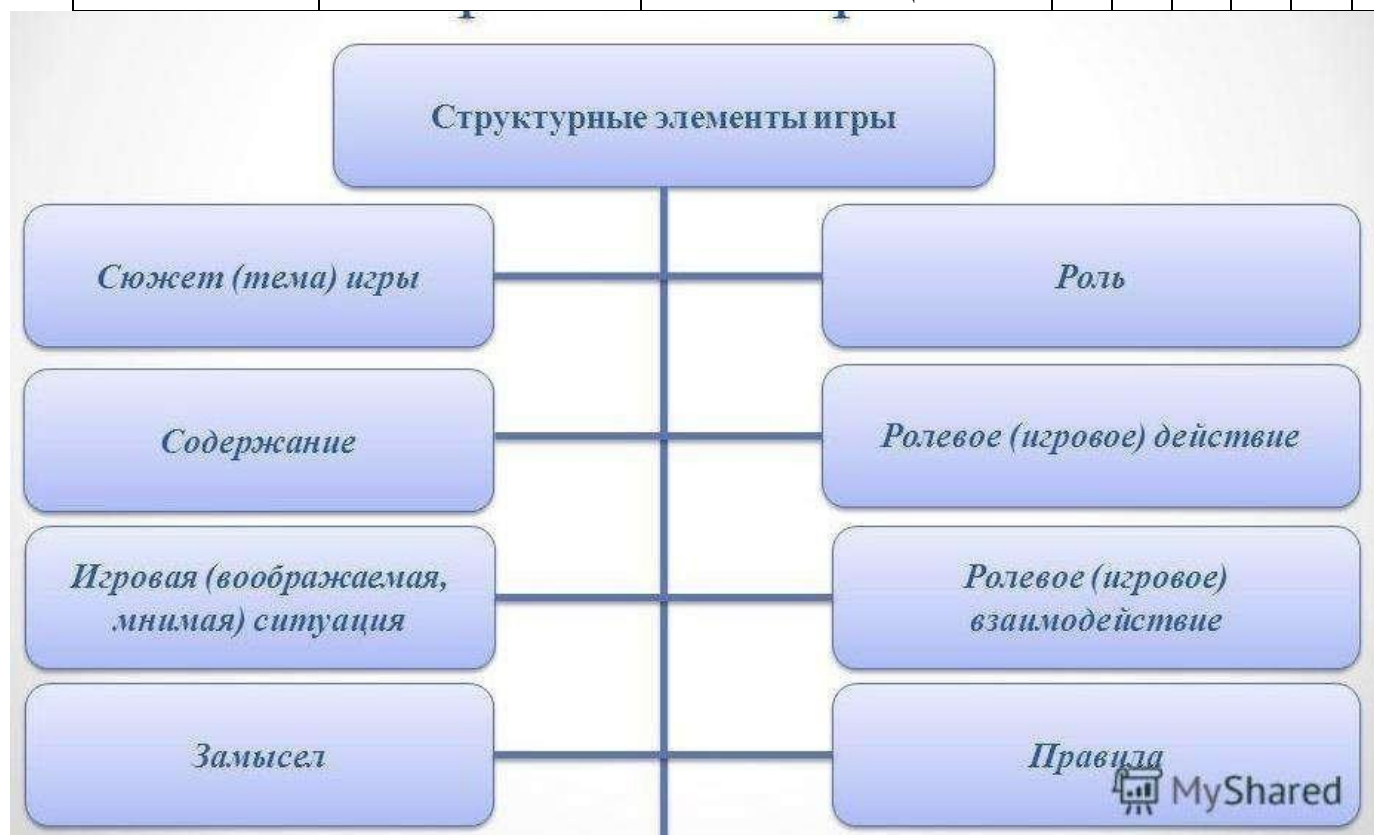 Структурные элементы игры
Сюжет (тема) игры
Роль
Содержание
Ролевое (игровое) действие
Игровая (воображаемая,
мнимая) ситуация
Ролевое (игровое)
взаимодействие
Замысел
Правила
MyShared